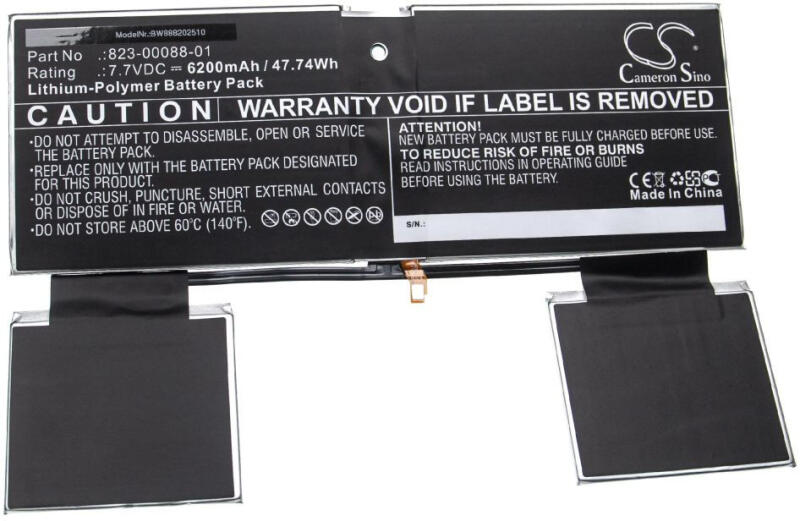 ModelNr.:BW888202510
Part No .:823-00088-01
Rating .:7.7VDC ⎓ 6200mAh / 47.74Wh
Lithium-Polymer Battery Pack
CS
Cameron Sino
CAUTION WARRANTY VOID IF LABEL IS REMOVED
•DO NOT ATTEMPT TO DISASSEMBLE, OPEN OR SERVICE
THE BATTERY PACK.
•REPLACE ONLY WITH THE BATTERY PACK DESIGNATED
FOR THIS PRODUCT.
•DO NOT CRUSH, PUNCTURE, SHORT EXTERNAL CONTACTS
OR DISPOSE OF IN FIRE OR WATER.
•DO NOT STORE ABOVE 60°C (140°F).
ATTENTION!
NEW BATTERY PACK MUST BE FULLY CHARGED BEFORE USE.
TO REDUCE RISK OF FIRE OR BURNS
READ INSTRUCTIONS IN OPERATING GUIDE
BEFORE USING THE BATTERY PACK.
CE
Made In China
S/N.: